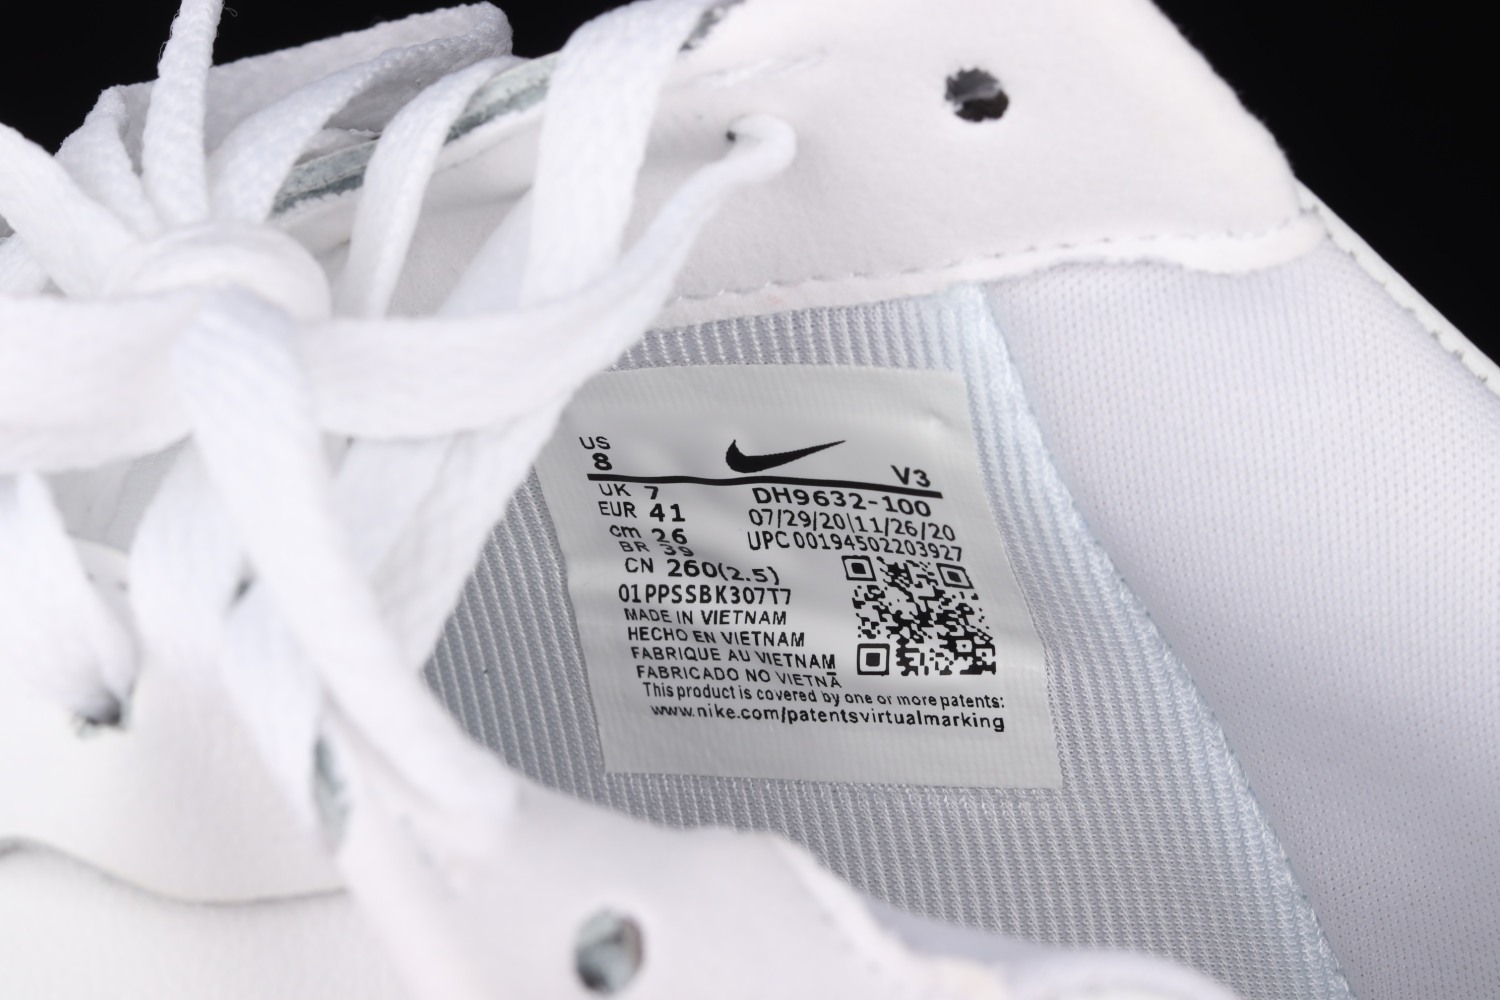 US
8
V3
UK 7
EUR 41
cm 26
BR 39
CN 260(2.5)
DH9632-100
07/29/20|11/26/20
UPC 00194502203927
01PPSSBK307T7
MADE IN VIETNAM
HECHO EN VIETNAM
FABRIQUE AU VIETNAM
FABRICADO NO VIETNÃ
This product is covered by one or more patents:
www.nike.com/patentsvirtualmarking